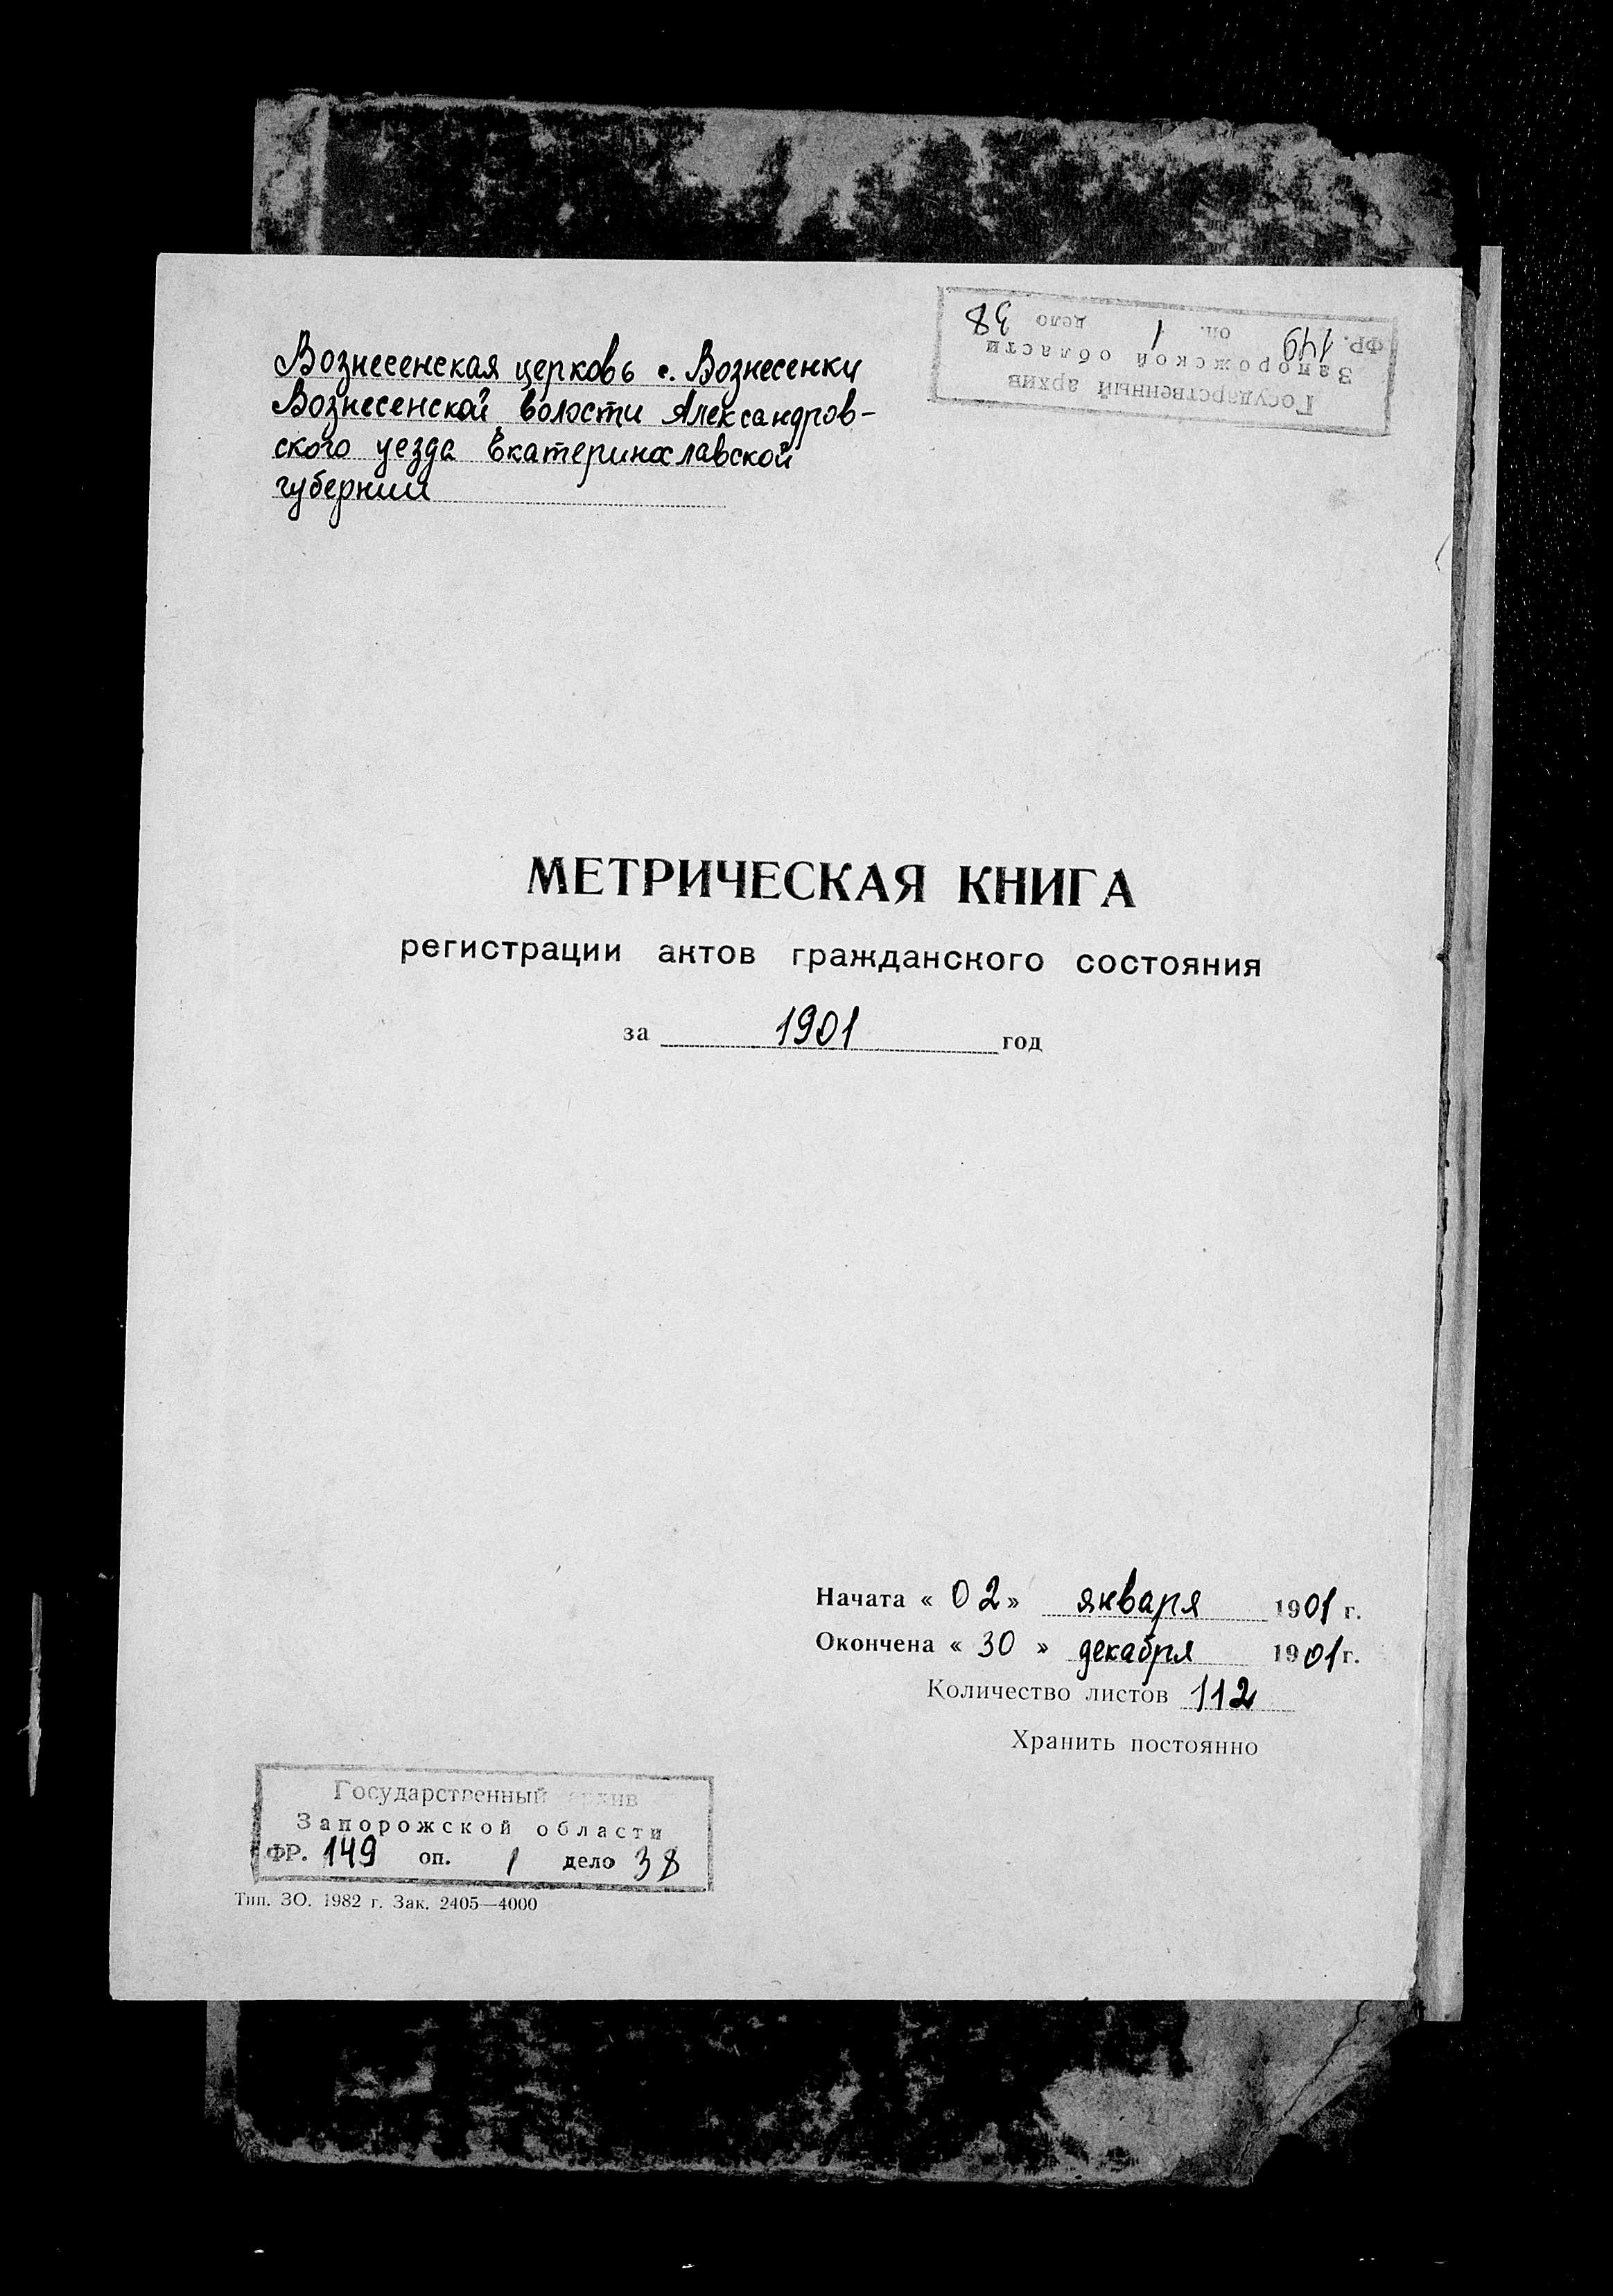 Вознесенская церковь с. Вознесенки
Вознесенской волости Александров-
ского уезда Екатеринославской
губернии
Государственный архив
Запорожской области
ФР. 149 оп. 1 дело 38
МЕТРИЧЕСКАЯ КНИГА
регистрации актов гражданского состояния
за 1901 год
Начата « 02 » января 1901 г.
Окончена « 30 » декабря 1901 г.
Количество листов 112
Хранить постоянно
Государственный архив
Запорожской области
ФР. 149 оп. 1 дело 38
Тип. ЗО. 1982 г. Зак. 2405—4000